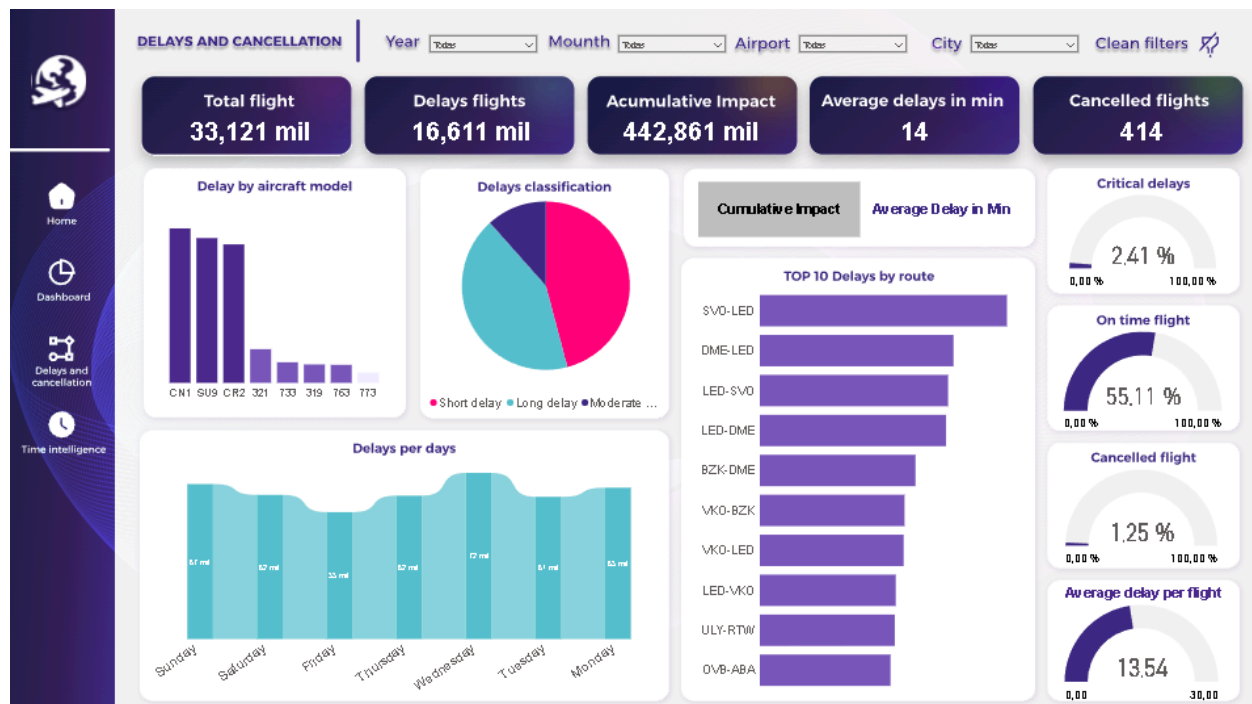 DELAYS AND CANCELLATION
Year Todas
Mounth Todas
Airport Todas
City Todas
Clean filters
Total flight
33,121 mil
Delays flights
16,611 mil
Acumulative Impact
442,861 mil
Average delays in min
14
Cancelled flights
414
Home
Dashboard
Delays and
cancellation
Time intelligence
Delay by aircraft model
CN1 SU9 CR2 321 733 319 763 773
Delays classification
Short delay Long delay Moderate ...
Cumulative Impact
Average Delay in Min
TOP 10 Delays by route
SVO-LED
DME-LED
LED-SVO
LED-DME
BZK-DME
VKO-BZK
VKO-LED
LED-VKO
ULY-RTW
OVB-ABA
Critical delays
2,41 %
0,00 % 100,00 %
On time flight
55,11 %
0,00 % 100,00 %
Cancelled flight
1,25 %
0,00 % 100,00 %
Average delay per flight
13,54
0,00 30,00
Delays per days
62 mil
72 mil
Sunday
Saturday
Friday
Thursday
Wednesday
Tuesday
Monday